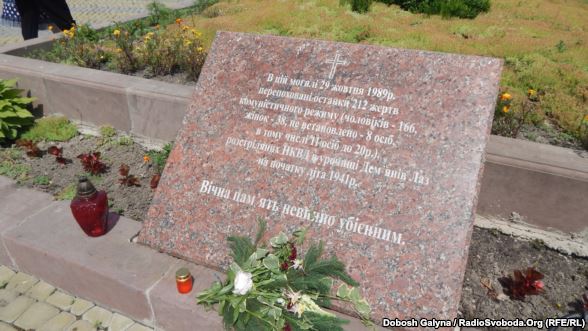 В цій могилі 29 жовтня 1989р.
перепоховані останки 212 жертв
комуністичного режиму (чоловіків - 166,
жінок - 38, не встановлено - 8 осіб,
в тому числі 71 осіб до 20р.),
розстріляних НКВД в урочищі Дем'янів Лаз
на початку літа 1941р.
Вічна пам'ять невинно убієнним.
Dobosh Galyna / Radiosvoboda.Org (RFE/RL)